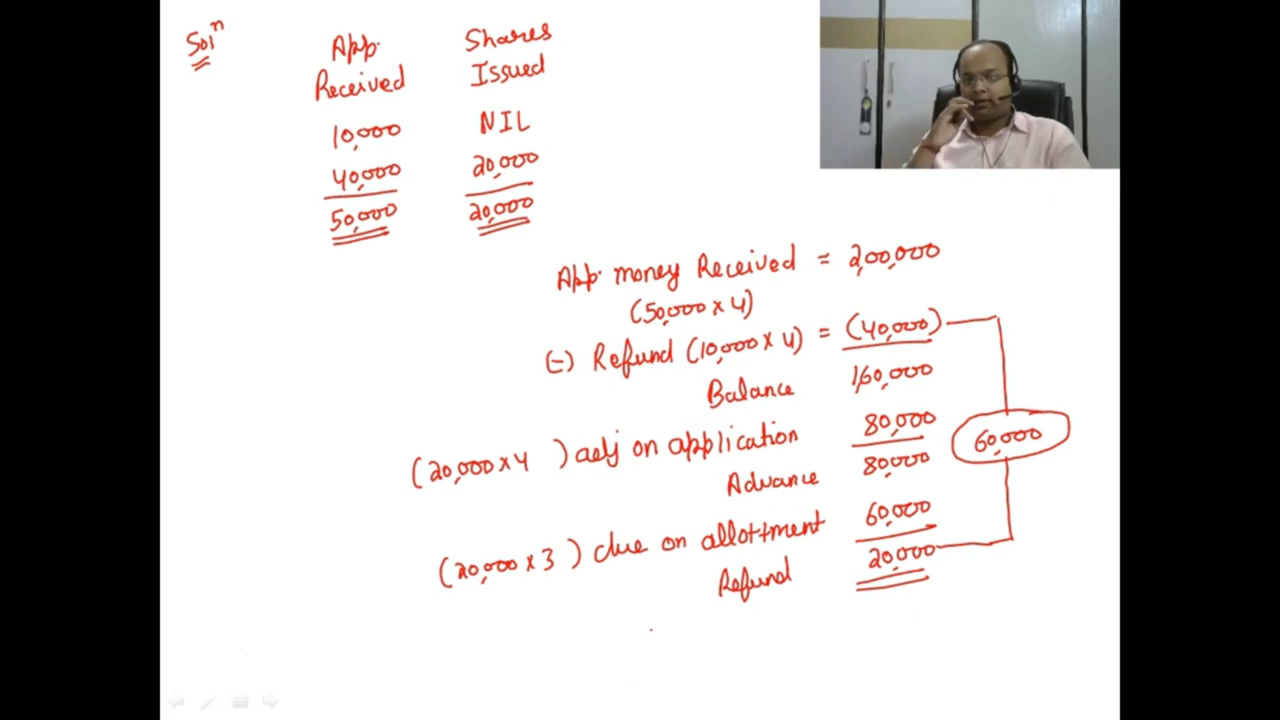 Solⁿ
App. Shares
Received Issued
10,000 NIL
40,000 20,000
50,000 20,000
App. money Received = 2,00,000
(50,000 x 4)
(-) Refund (10,000 x 4) = (40,000)
Balance 1,60,000
(20,000 x 4 ) adj on application 80,000
60,000
Advance 80,000
(20,000 x 3 ) due on allotment 60,000
Refund 20,000